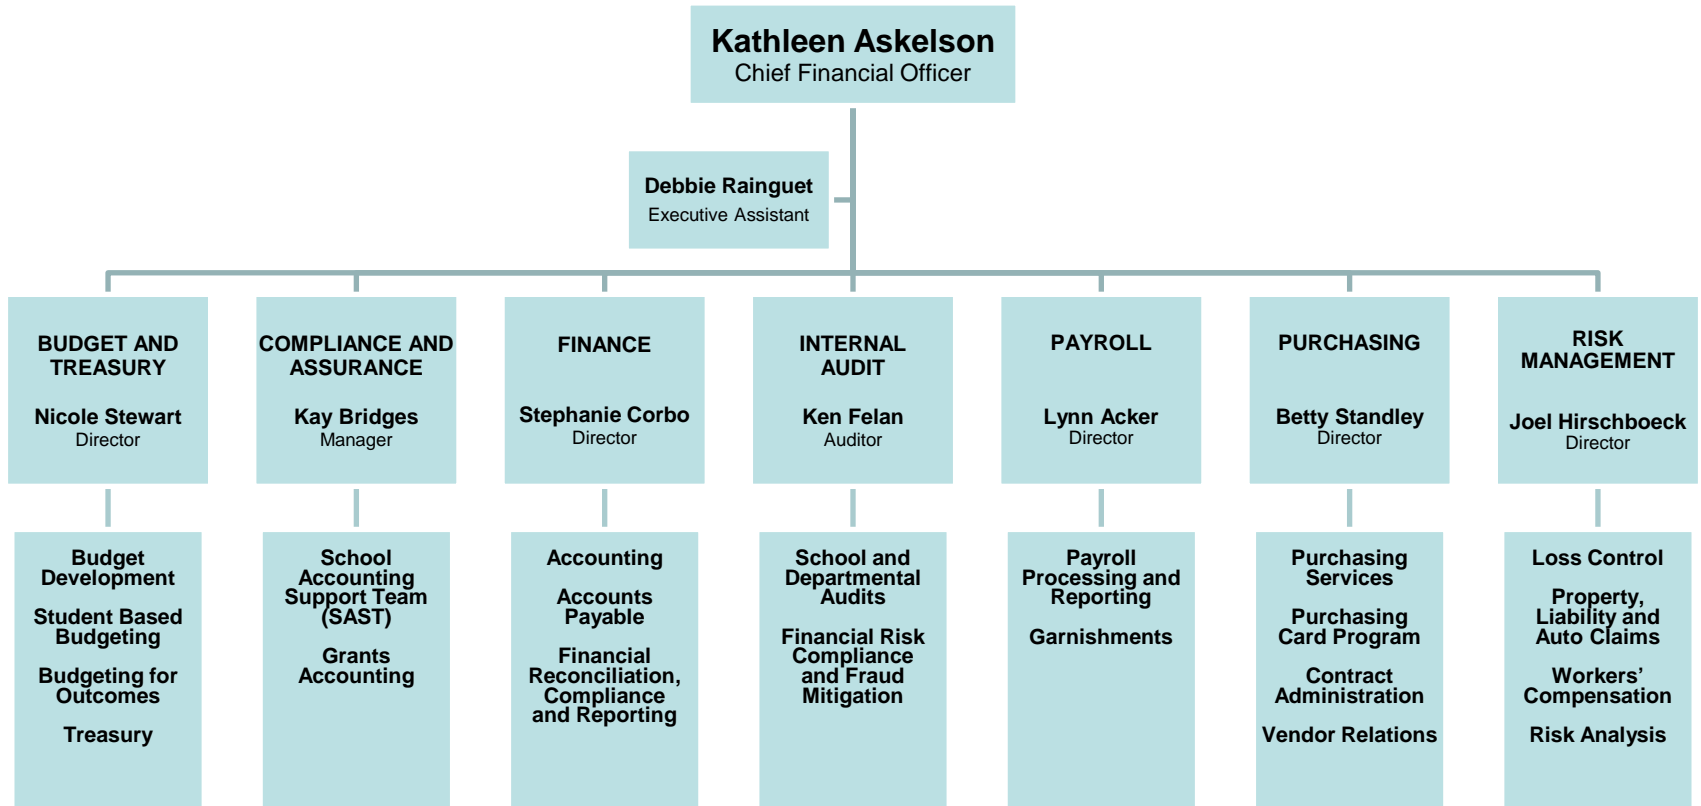 Kathleen Askelson
Chief Financial Officer
Debbie Rainguet
Executive Assistant
BUDGET AND
TREASURY
Nicole Stewart
Director
COMPLIANCE AND
ASSURANCE
Kay Bridges
Manager
FINANCE
Stephanie Corbo
Director
INTERNAL
AUDIT
Ken Felan
Auditor
PAYROLL
Lynn Acker
Director
PURCHASING
Betty Standley
Director
RISK
MANAGEMENT
Joel Hirschboeck
Director
Budget
Development
Student Based
Budgeting
Budgeting for
Outcomes
Treasury
School
Accounting
Support Team
(SAST)
Grants
Accounting
Accounting
Accounts
Payable
Financial
Reconciliation,
Compliance
and Reporting
School and
Departmental
Audits
Financial Risk
Compliance
and Fraud
Mitigation
Payroll
Processing and
Reporting
Garnishments
Purchasing
Services
Purchasing
Card Program
Contract
Administration
Vendor Relations
Loss Control
Property,
Liability and
Auto Claims
Workers’
Compensation
Risk Analysis